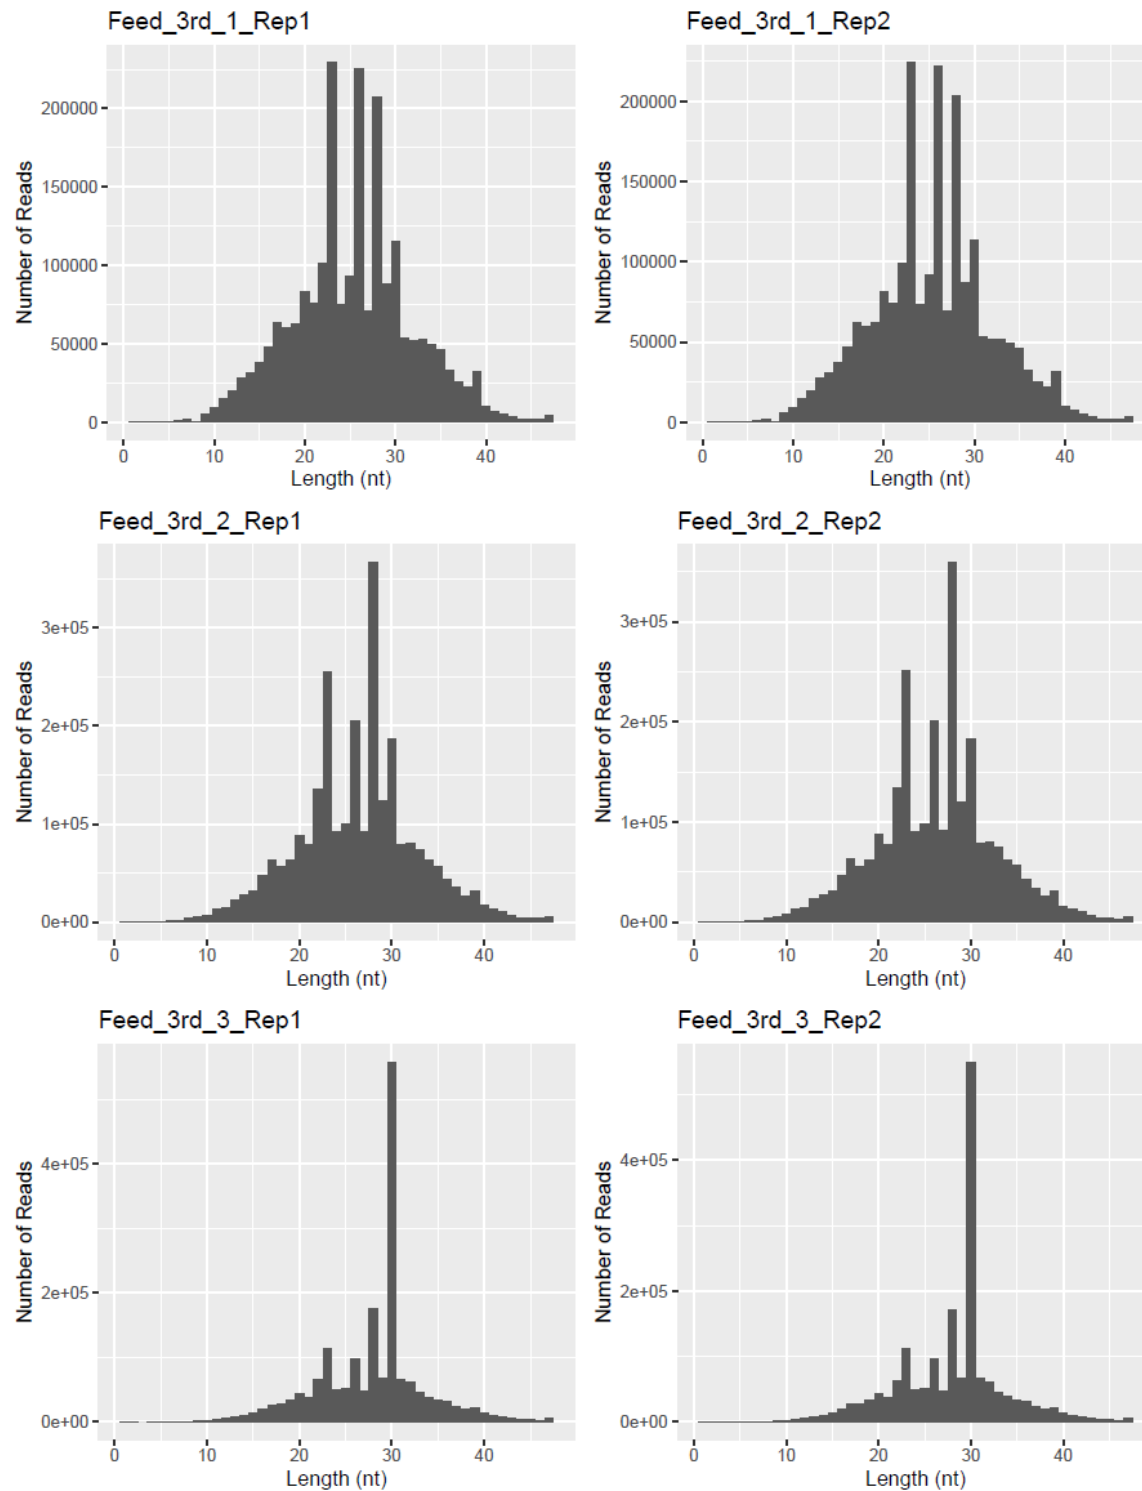 Feed_3rd_1_Rep1
Number of Reads
200000
150000
100000
50000
0
0 10 20 30 40
Length (nt)
Feed_3rd_1_Rep2
Number of Reads
200000
150000
100000
50000
0
0 10 20 30 40
Length (nt)
Feed_3rd_2_Rep1
Number of Reads
3e+05
2e+05
1e+05
0e+00
0 10 20 30 40
Length (nt)
Feed_3rd_2_Rep2
Number of Reads
3e+05
2e+05
1e+05
0e+00
0 10 20 30 40
Length (nt)
Feed_3rd_3_Rep1
Number of Reads
4e+05
2e+05
0e+00
0 10 20 30 40
Length (nt)
Feed_3rd_3_Rep2
Number of Reads
4e+05
2e+05
0e+00
0 10 20 30 40
Length (nt)